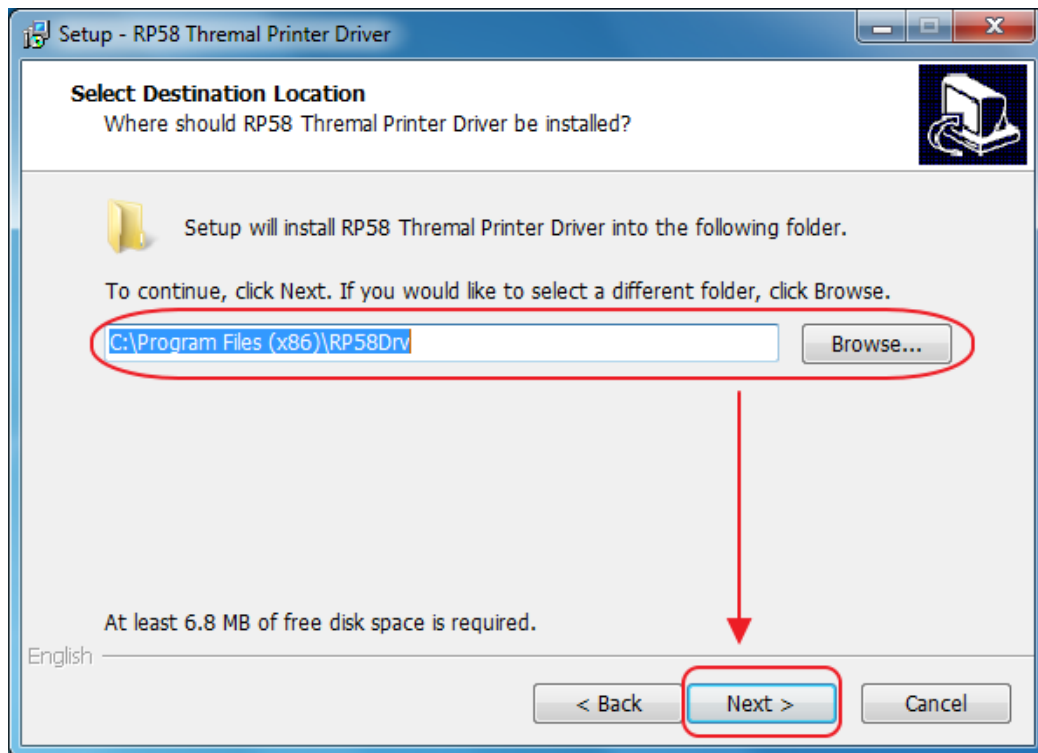 Setup - RP58 Thremal Printer Driver
Select Destination Location
Where should RP58 Thremal Printer Driver be installed?
Setup will install RP58 Thremal Printer Driver into the following folder.
To continue, click Next. If you would like to select a different folder, click Browse.
C:\Program Files (x86)\RP58Drv
Browse...
At least 6.8 MB of free disk space is required.
English
< Back
Next >
Cancel